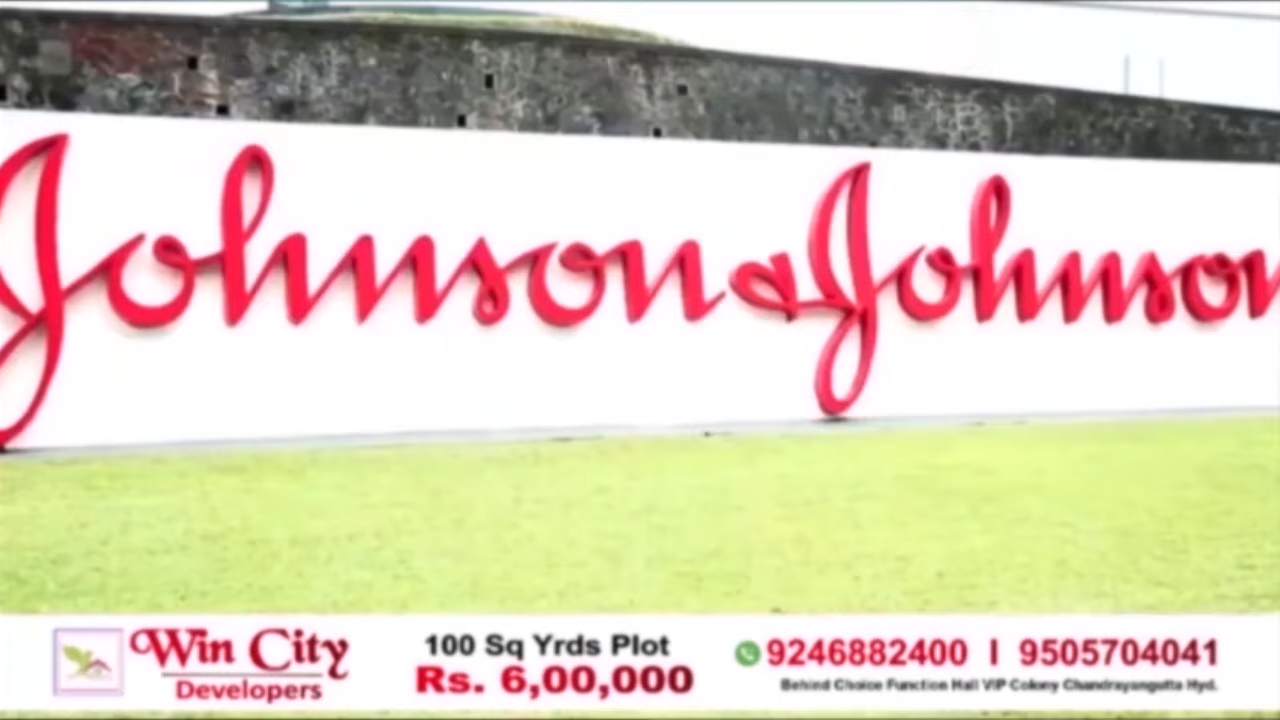 Johnson & Johnson
Win City
Developers
100 Sq Yrds Plot
Rs. 6,00,000
9246882400 | 9505704041
Behind Choice Function Hall VIP Colony Chandrayangutta Hyd.